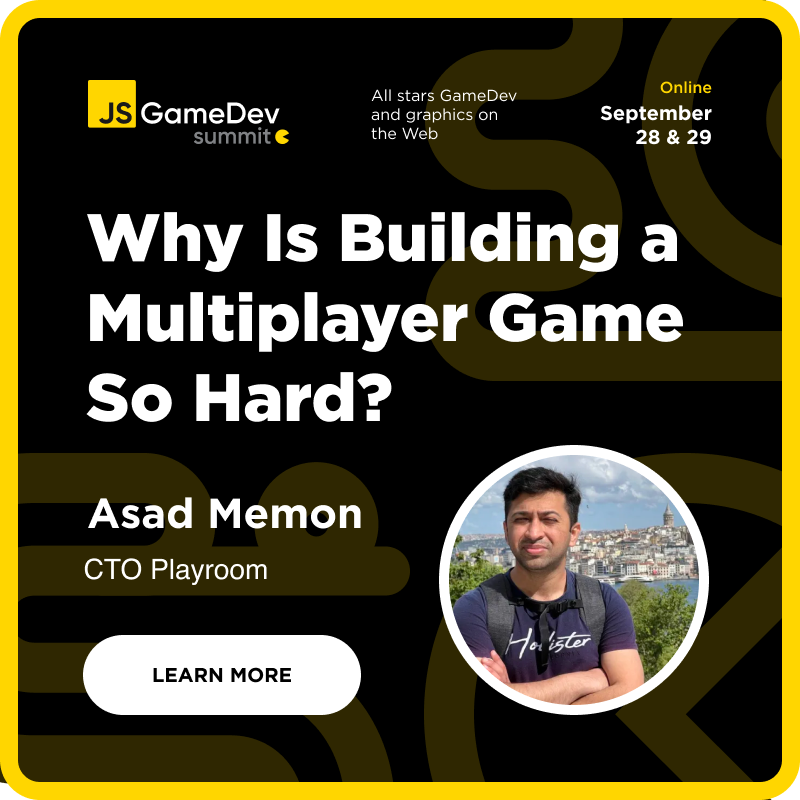 JS GameDev
summit
All stars GameDev
and graphics on
the Web
Online
September
28 & 29
Why Is Building a
Multiplayer Game
So Hard?
Asad Memon
CTO Playroom
Hollister
LEARN MORE